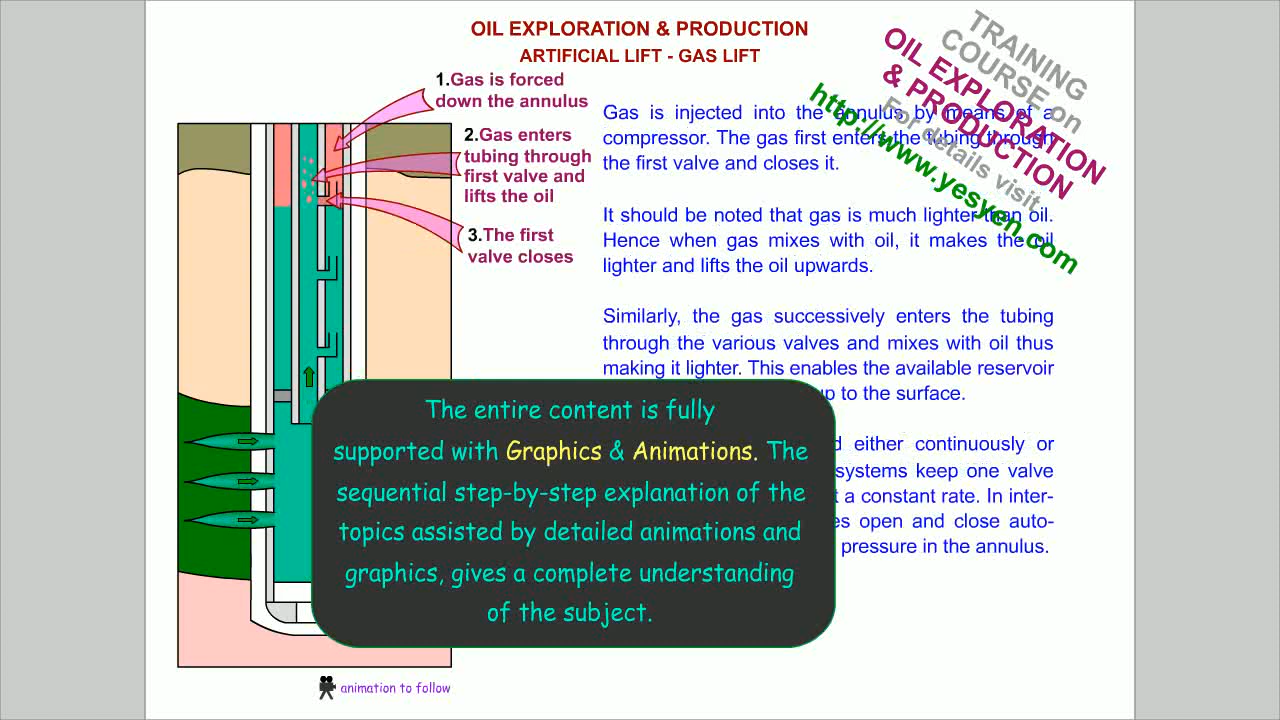 OIL EXPLORATION & PRODUCTION
ARTIFICIAL LIFT - GAS LIFT
1.Gas is forced
down the annulus
2.Gas enters
tubing through
first valve and
lifts the oil
3.The first
valve closes
Gas is injected into the annulus by means of a
compressor. The gas first enters the tubing through
the first valve and closes it.
It should be noted that gas is much lighter than oil.
Hence when gas mixes with oil, it makes the oil
lighter and lifts the oil upwards.
Similarly, the gas successively enters the tubing
through the various valves and mixes with oil thus
making it lighter. This enables the available reservoir
up to the surface.
either continuously or
systems keep one valve
a constant rate. In inter-
open and close auto-
pressure in the annulus.
TRAINING
COURSE on
OIL EXPLORATION
& PRODUCTION
For details visit
http://www.yesyen.com
The entire content is fully
supported with Graphics & Animations. The
sequential step-by-step explanation of the
topics assisted by detailed animations and
graphics, gives a complete understanding
of the subject.
animation to follow